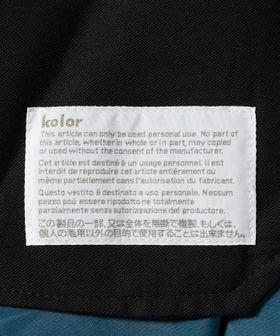 kolor
This article can only be used personal use. No part of
this article, whether in whole or in part, may copied
or used without the consent of the manufacturer.
Cet article est destiné à un usage personnel. Il est
interdit de reproduire cet article entièrement au
même partiellement sans l'autorisation du fabricant.
Questo vestito è destinato a uso personale. Nessun
pezzo può essere ripodotto ne totalmente
parzialmente senza autorizzazione del productore.
この製品の一部、又は全体を無断で複製、もしくは、
個人の着用以外の目的で使用することは出来ません。